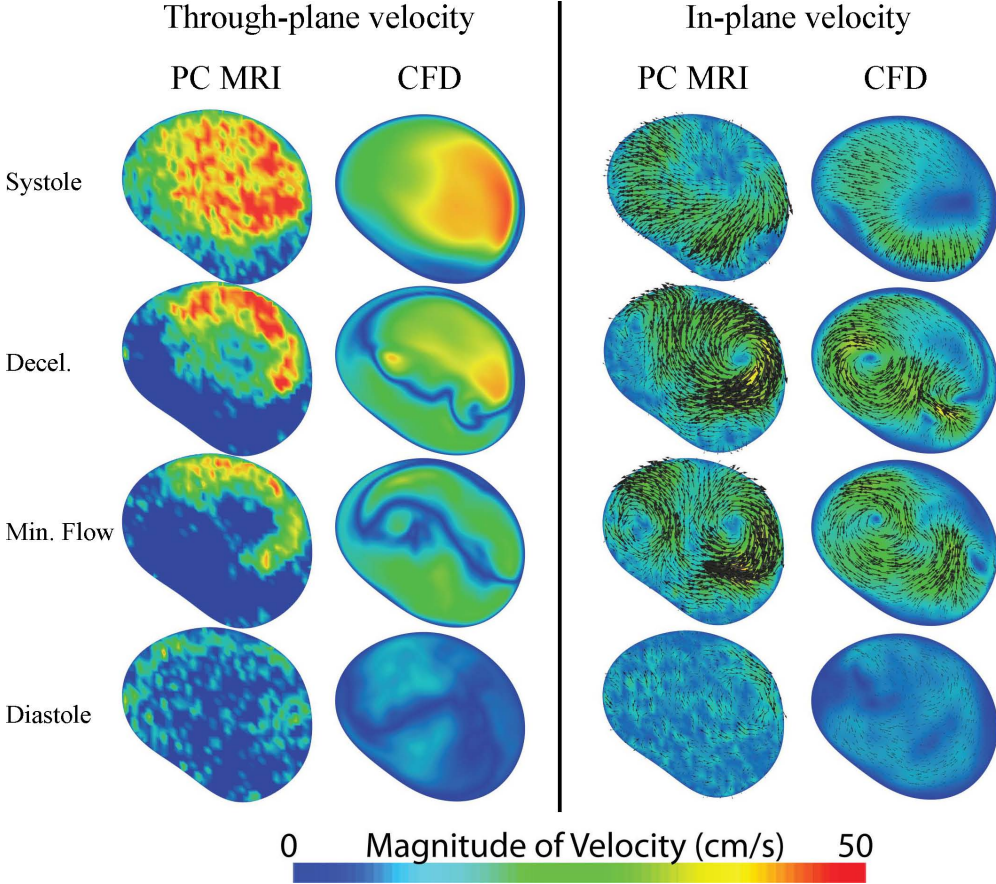 Through-plane velocity
In-plane velocity
PC MRI
CFD
PC MRI
CFD
Systole
Decel.
Min. Flow
Diastole
0 Magnitude of Velocity (cm/s) 50